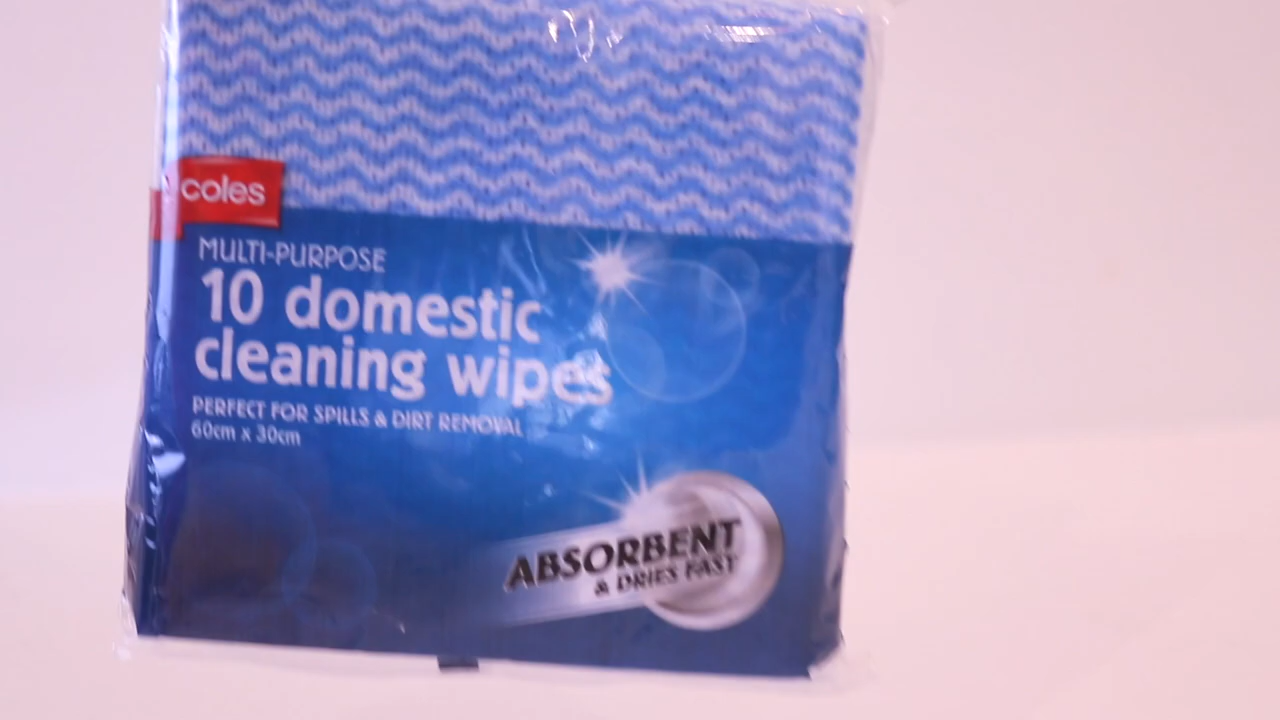 coles
MULTI-PURPOSE
10 domestic
cleaning wipes
PERFECT FOR SPILLS & DIRT REMOVAL
60cm x 30cm
ABSORBENT
& DRIES FAST